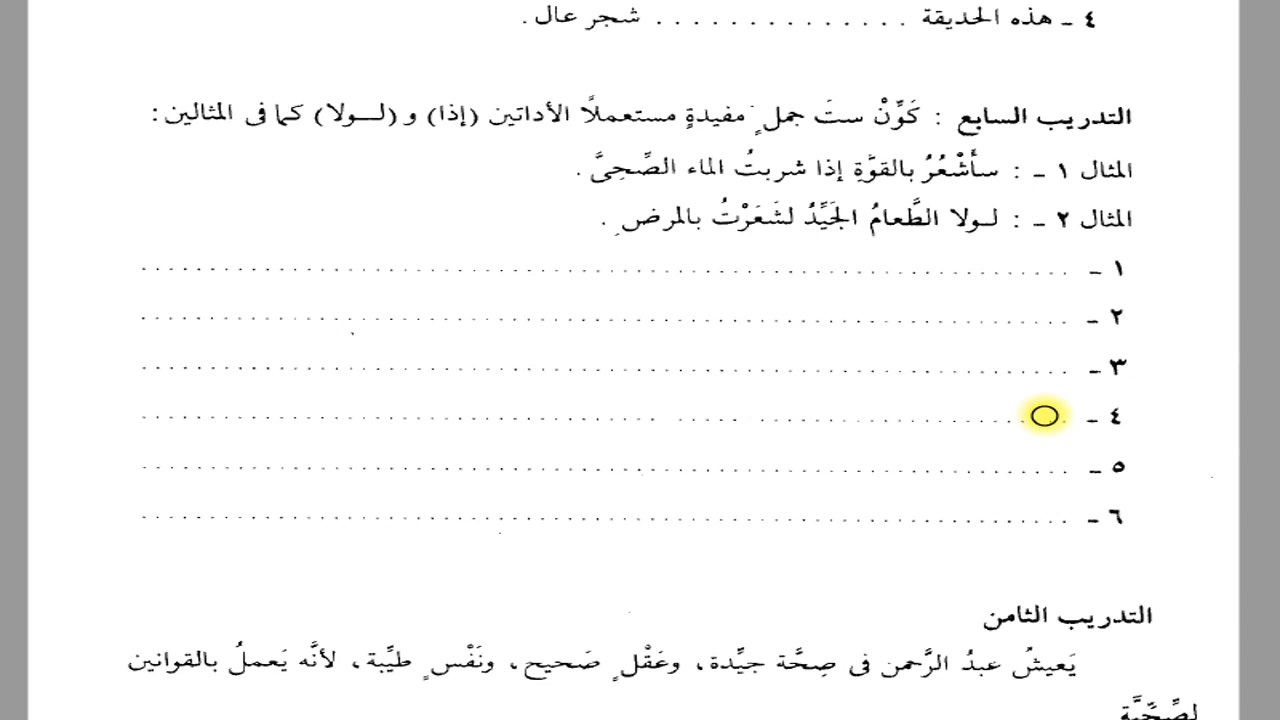 ٤ ـ هذه الحديقة . . . . . . . . . . . . . . شجر عال .
التدريب السابع : كَوِّنْ ستَ جملٍ مفيدةٍ مستعملاً الأداتين (إذا) و (لـولا) كما فى المثالين :
المثال ١ ـ : سأَشْعُرُ بالقوَّةِ إذا شربتُ الماء الصِّحِىَّ .
المثال ٢ ـ : لـولا الطَّعامُ الجَيِّدُ لشَعَرْتُ بالمرضِ .
١ ـ . . . . . . . . . . . . . . . . . . . . . . . . . . . . . .
٢ ـ . . . . . . . . . . . . . . . . . . . . . . . . . . . . . .
٣ ـ . . . . . . . . . . . . . . . . . . . . . . . . . . . . . .
٤ ـ . . . . . . . . . . . . . . . . . . . . . . . . . . . . . .
٥ ـ . . . . . . . . . . . . . . . . . . . . . . . . . . . . . .
٦ ـ . . . . . . . . . . . . . . . . . . . . . . . . . . . . . .
التدريب الثامن
يَعيشُ عبدُ الرَّحمن فى صِحَّة جيِّدة، وعَقْلٍ صَحيح، ونَفْسٍ طيِّبة، لأنَّه يَعملُ بالقوانين
لصِّحِّيَّة